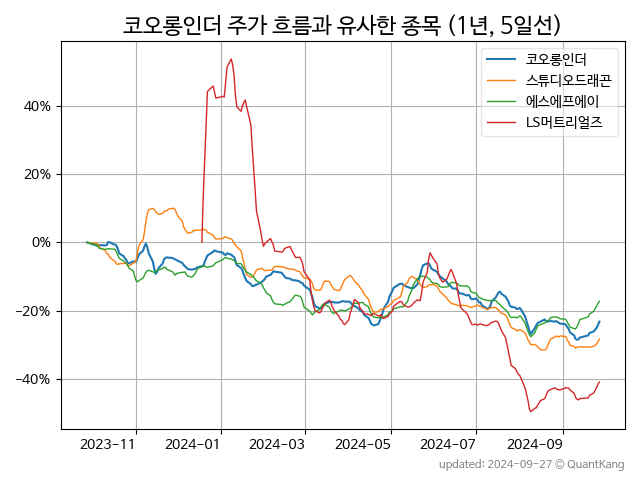 코오롱인더 주가 흐름과 유사한 종목 (1년, 5일선)
코오롱인더
스튜디오드래곤
에스에프에이
LS머트리얼즈
40%
20%
0%
−20%
−40%
2023−11
2024−01
2024−03
2024−05
2024−07
2024−09
updated: 2024-09-27 © QuantKang